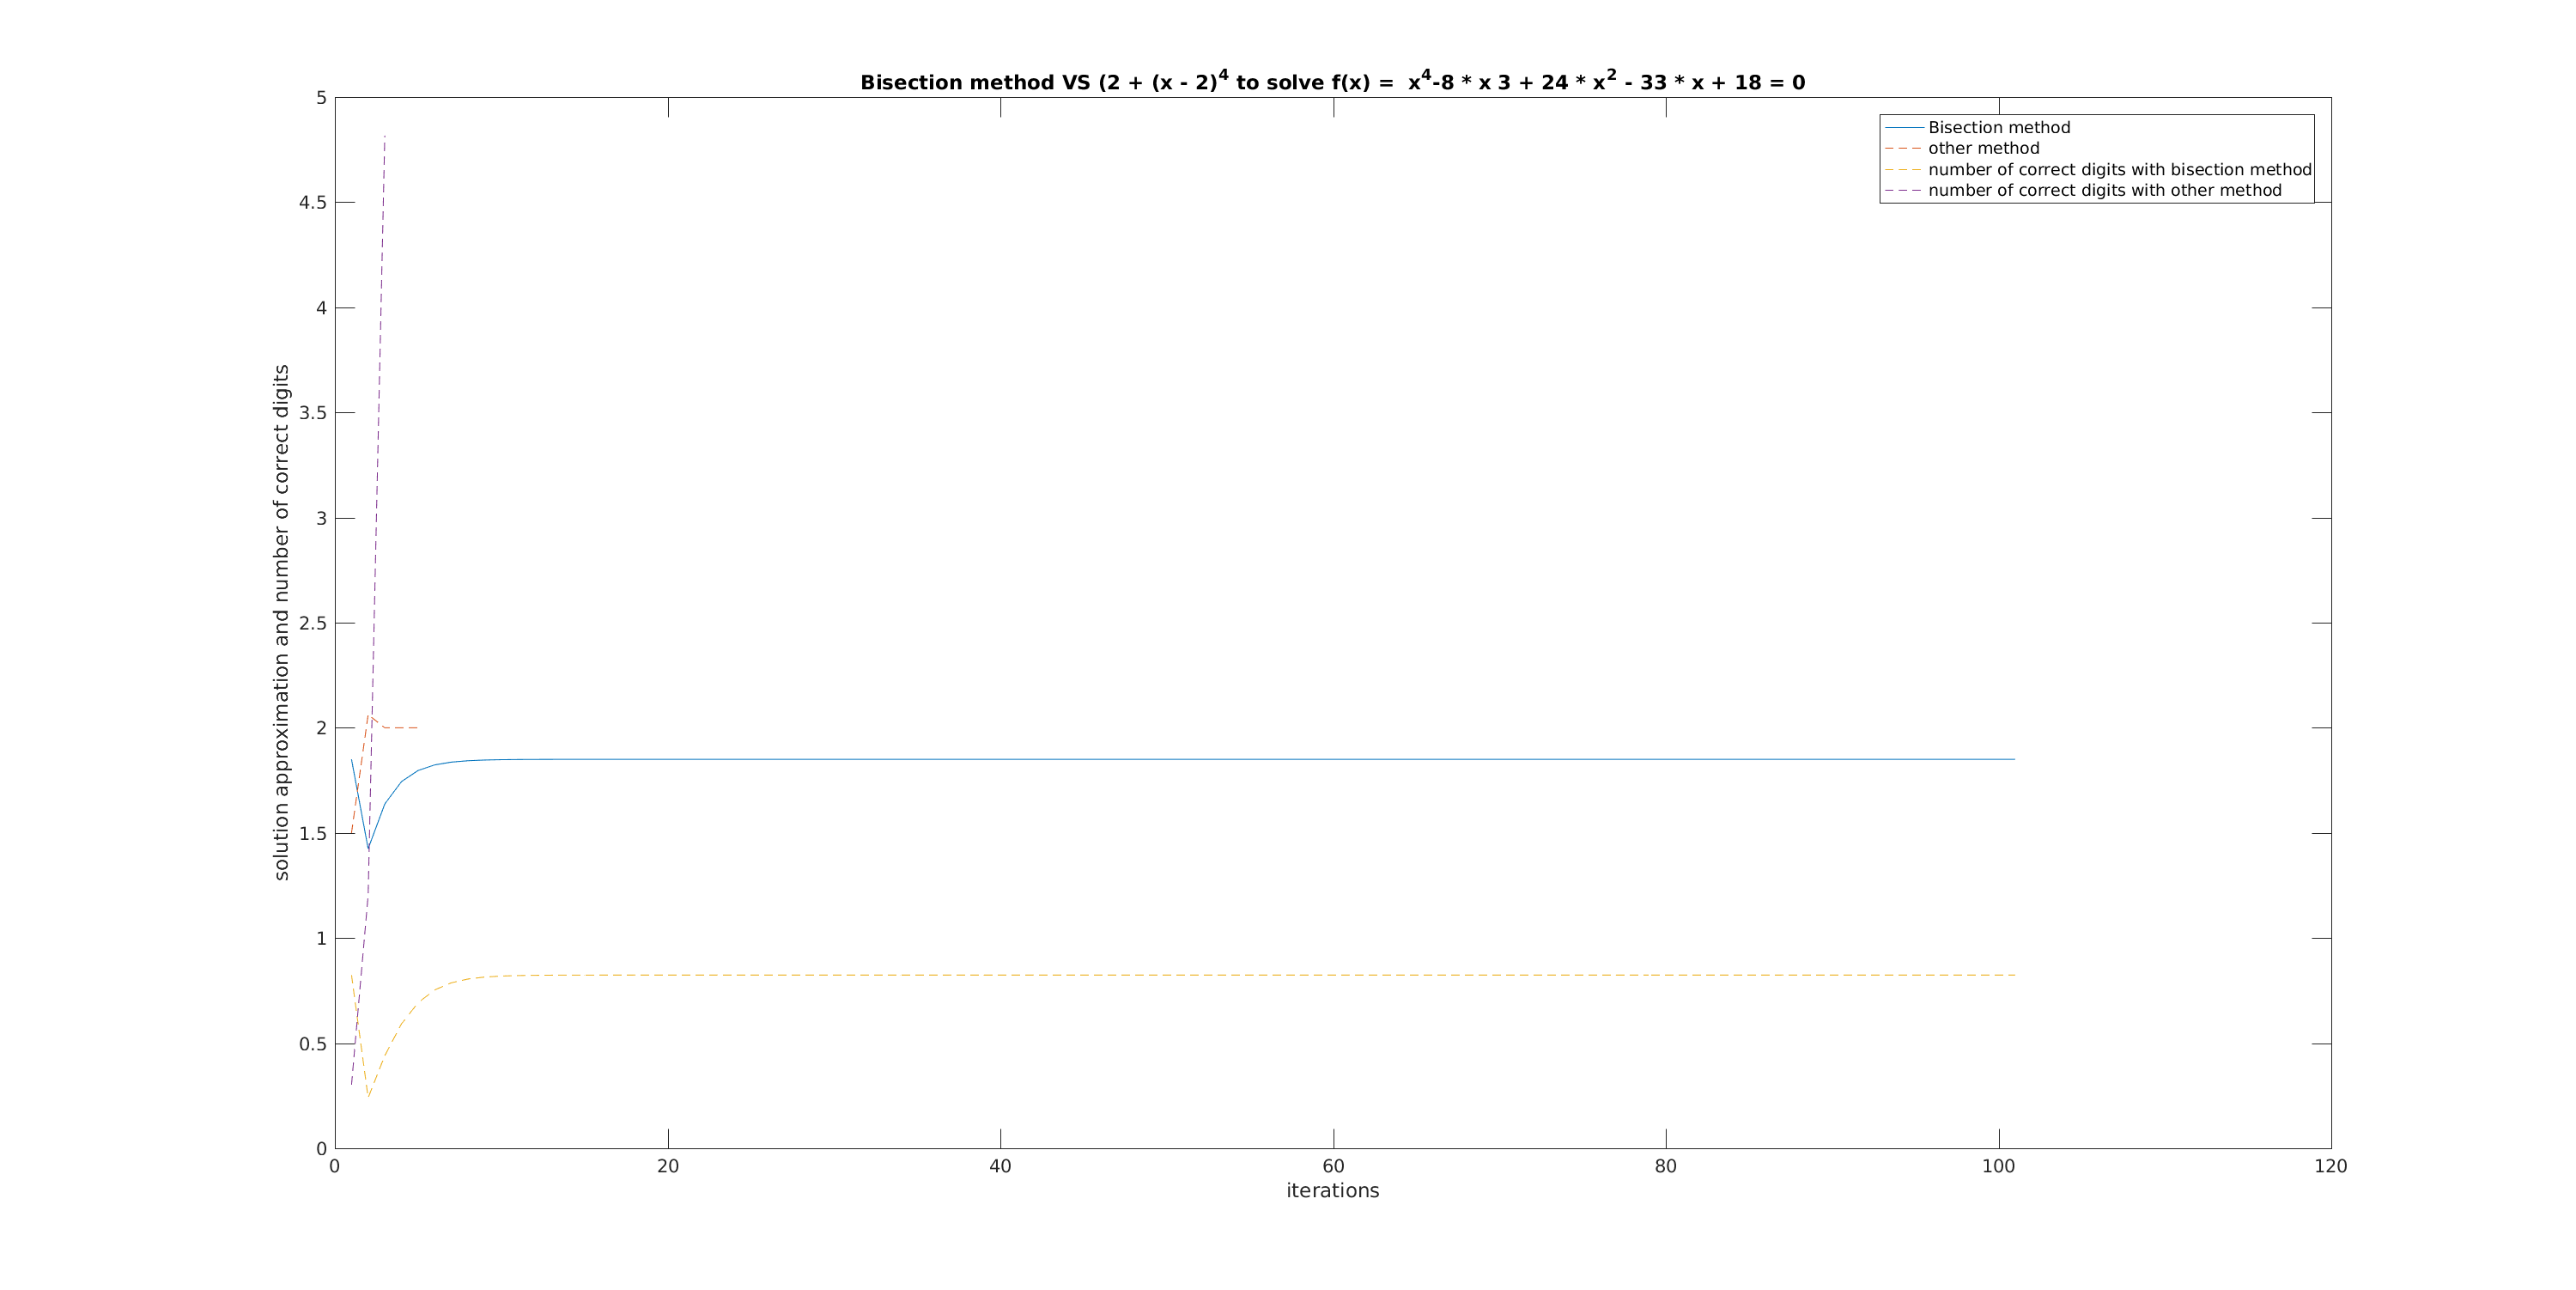 Bisection method VS (2 + (x - 2)^4 to solve f(x) =  x^4-8 * x 3 + 24 * x^2 - 33 * x + 18 = 0
Bisection method
other method
number of correct digits with bisection method
number of correct digits with other method
solution approximation and number of correct digits
5
4.5
4
3.5
3
2.5
2
1.5
1
0.5
0
0 20 40 60 80 100 120
iterations